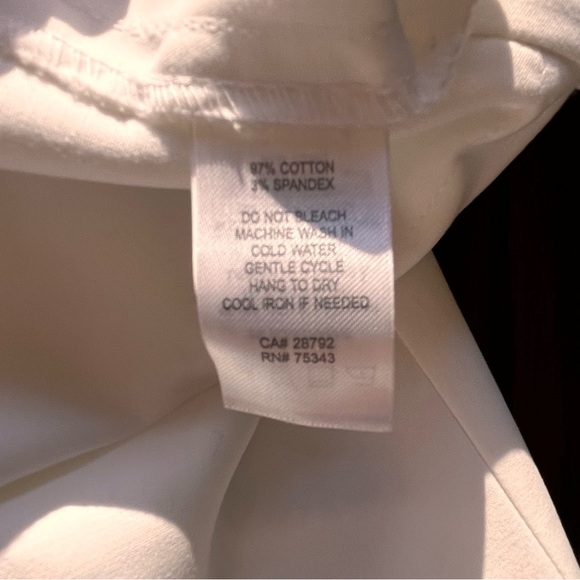 97% COTTON
3% SPANDEX
DO NOT BLEACH
MACHINE WASH IN
COLD WATER
GENTLE CYCLE
HANG TO DRY
COOL IRON IF NEEDED
CA# 28792
RN# 75343